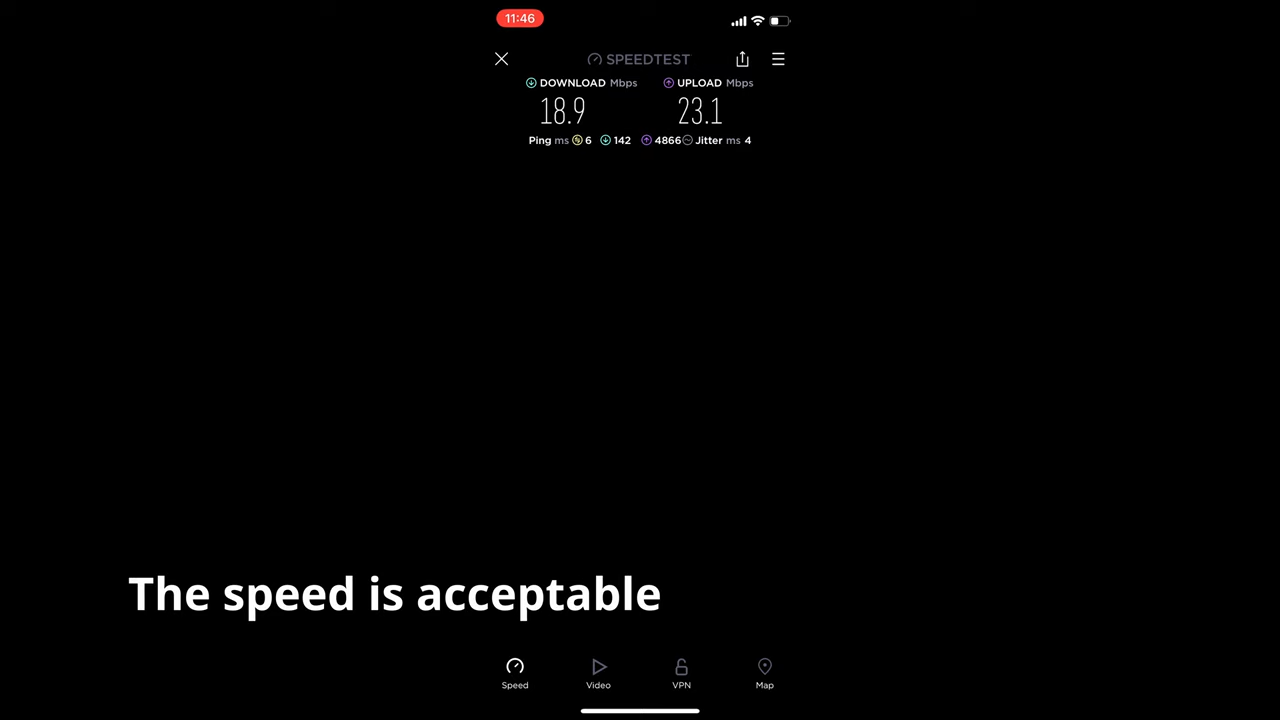 11:46
SPEEDTEST
DOWNLOAD Mbps UPLOAD Mbps
18.9 23.1
Ping ms 6 142 4866 Jitter ms 4
The speed is acceptable
Speed Video VPN Map